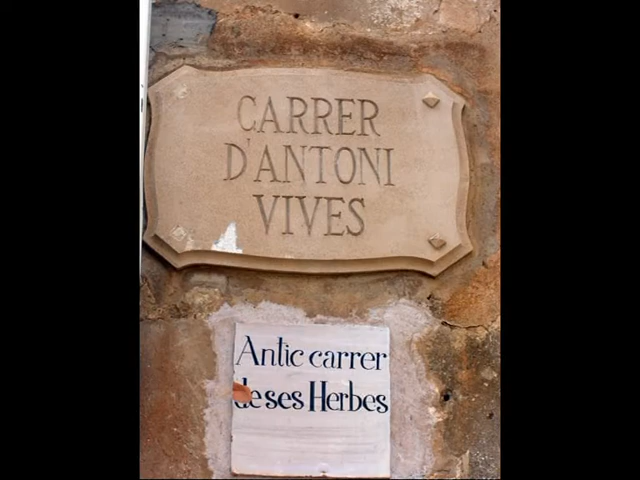 CARRER
D'ANTONI
VIVES
Antic carrer
de ses Herbes